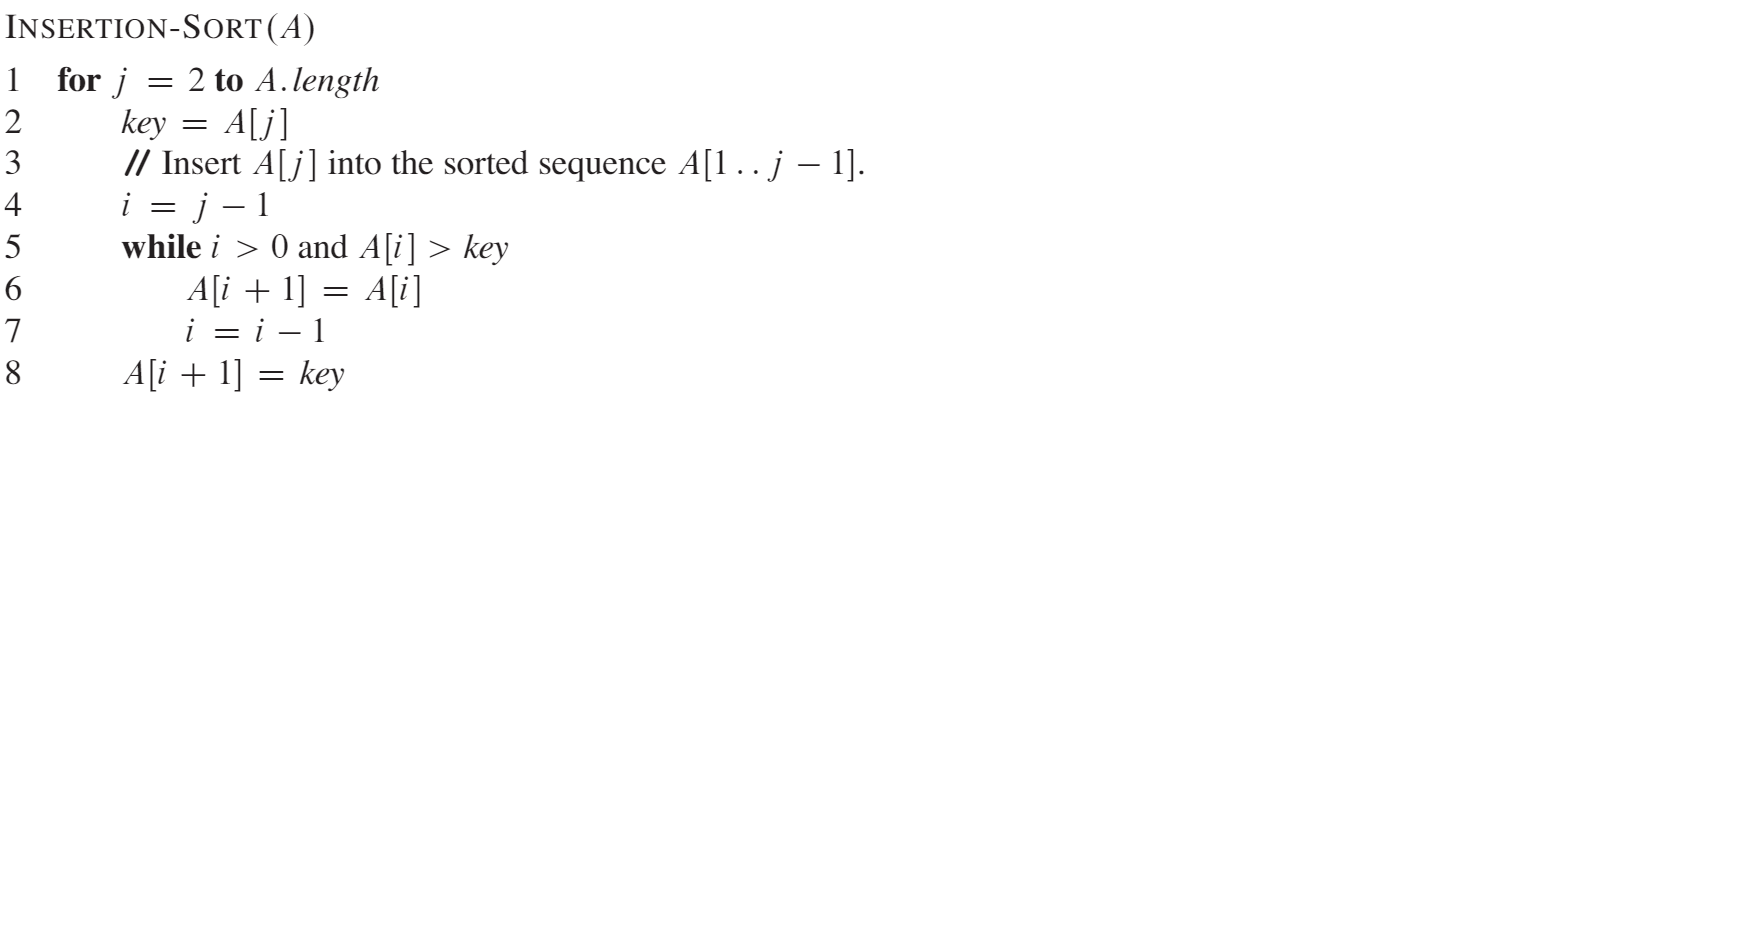 INSERTION-SORT(A)
1 for j = 2 to A.length
2 key = A[j]
3 // Insert A[j] into the sorted sequence A[1 . . j − 1].
4 i = j − 1
5 while i > 0 and A[i] > key
6 A[i + 1] = A[i]
7 i = i − 1
8 A[i + 1] = key